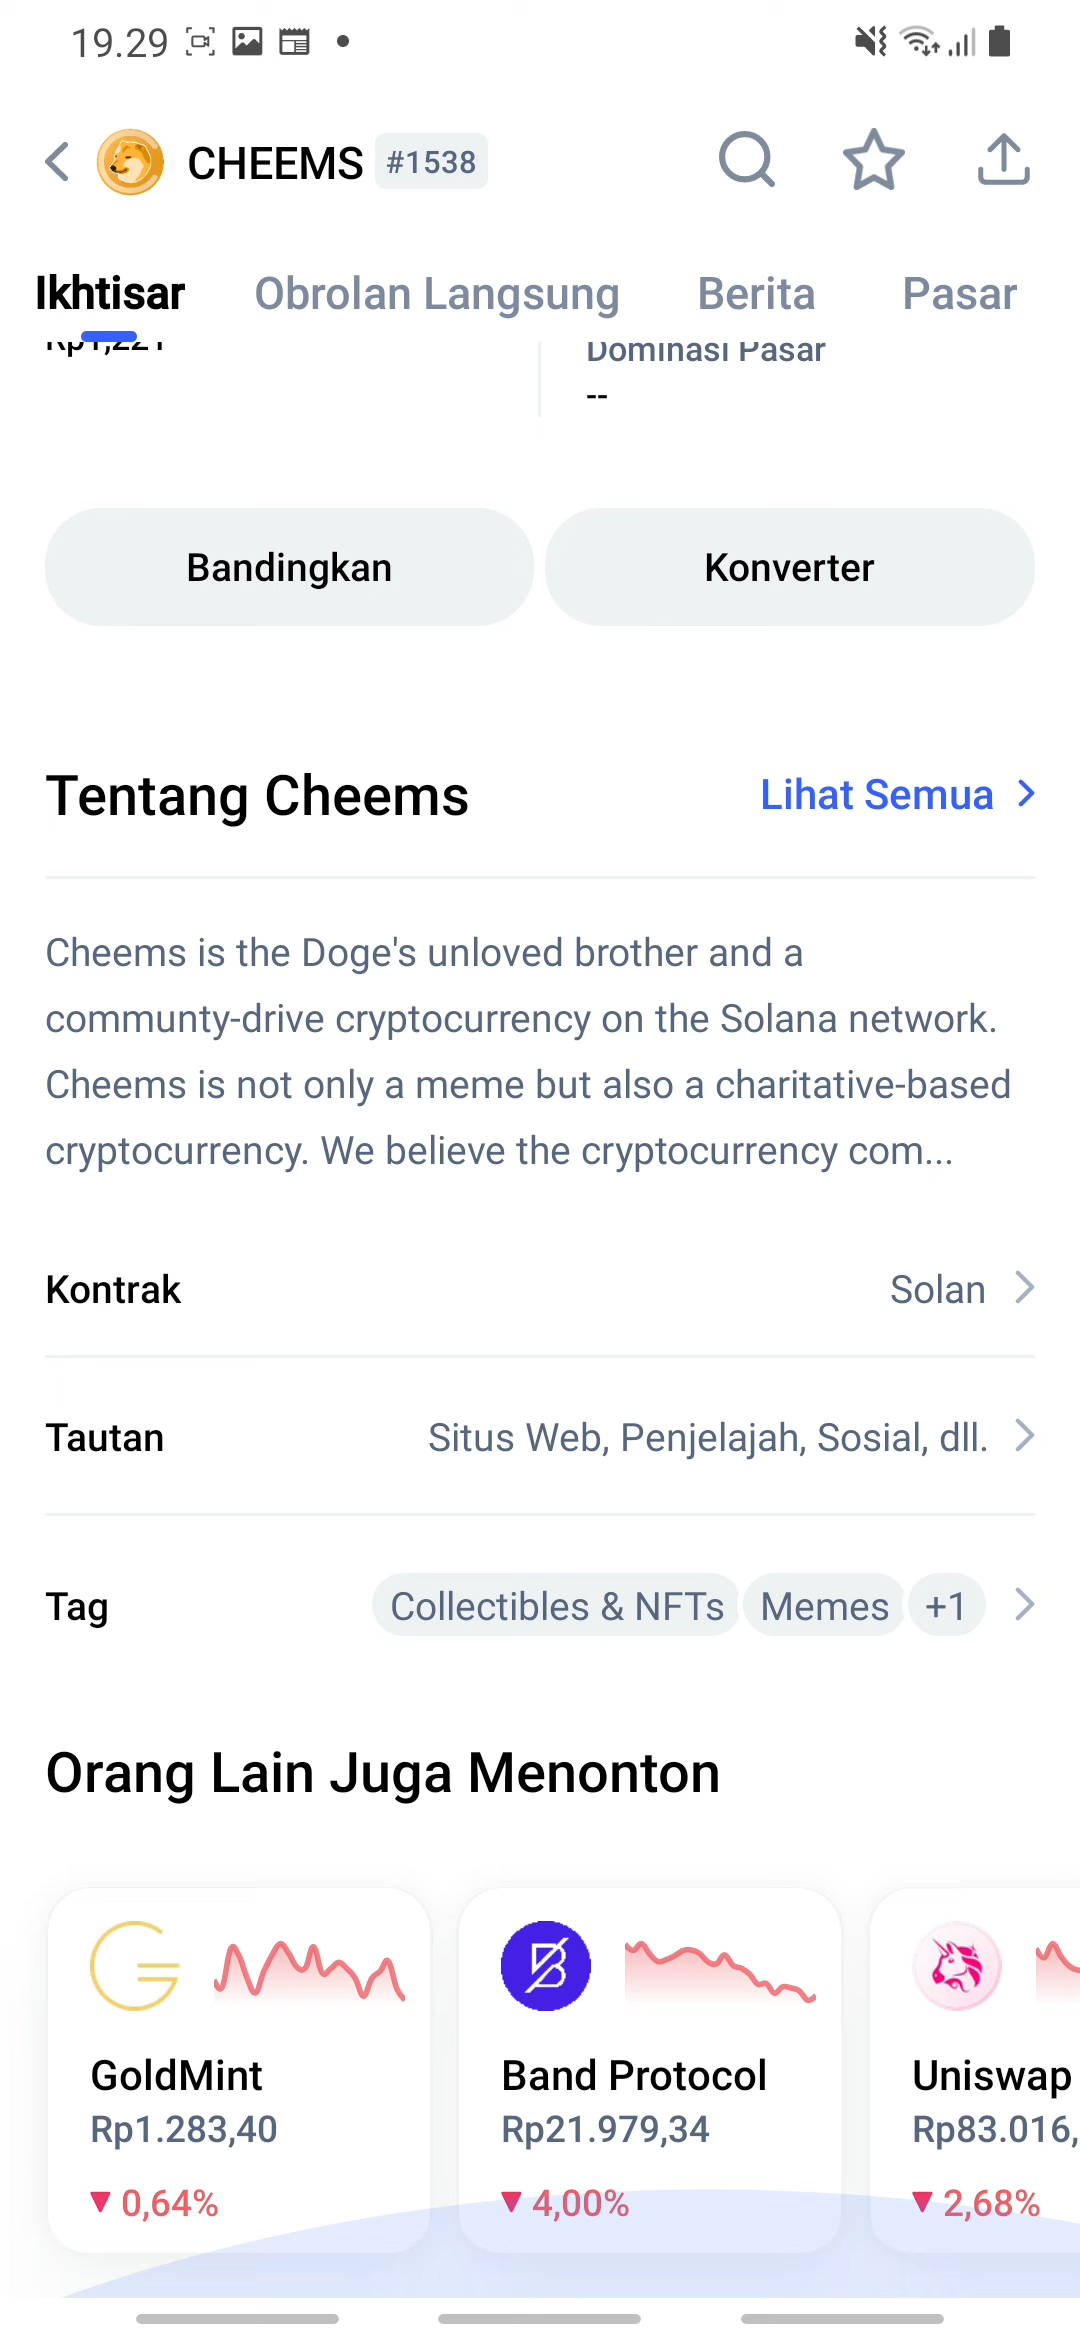 19.29
CHEEMS #1538
Ikhtisar Obrolan Langsung Berita Pasar
Dominasi Pasar
--
Bandingkan Konverter
Tentang Cheems Lihat Semua
Cheems is the Doge's unloved brother and a
communty-drive cryptocurrency on the Solana network.
Cheems is not only a meme but also a charitative-based
cryptocurrency. We believe the cryptocurrency com...
Kontrak Solan
Tautan Situs Web, Penjelajah, Sosial, dll.
Tag Collectibles & NFTs Memes +1
Orang Lain Juga Menonton
GoldMint Band Protocol Uniswap
Rp1.283,40 Rp21.979,34 Rp83.016,
0,64% 4,00% 2,68%